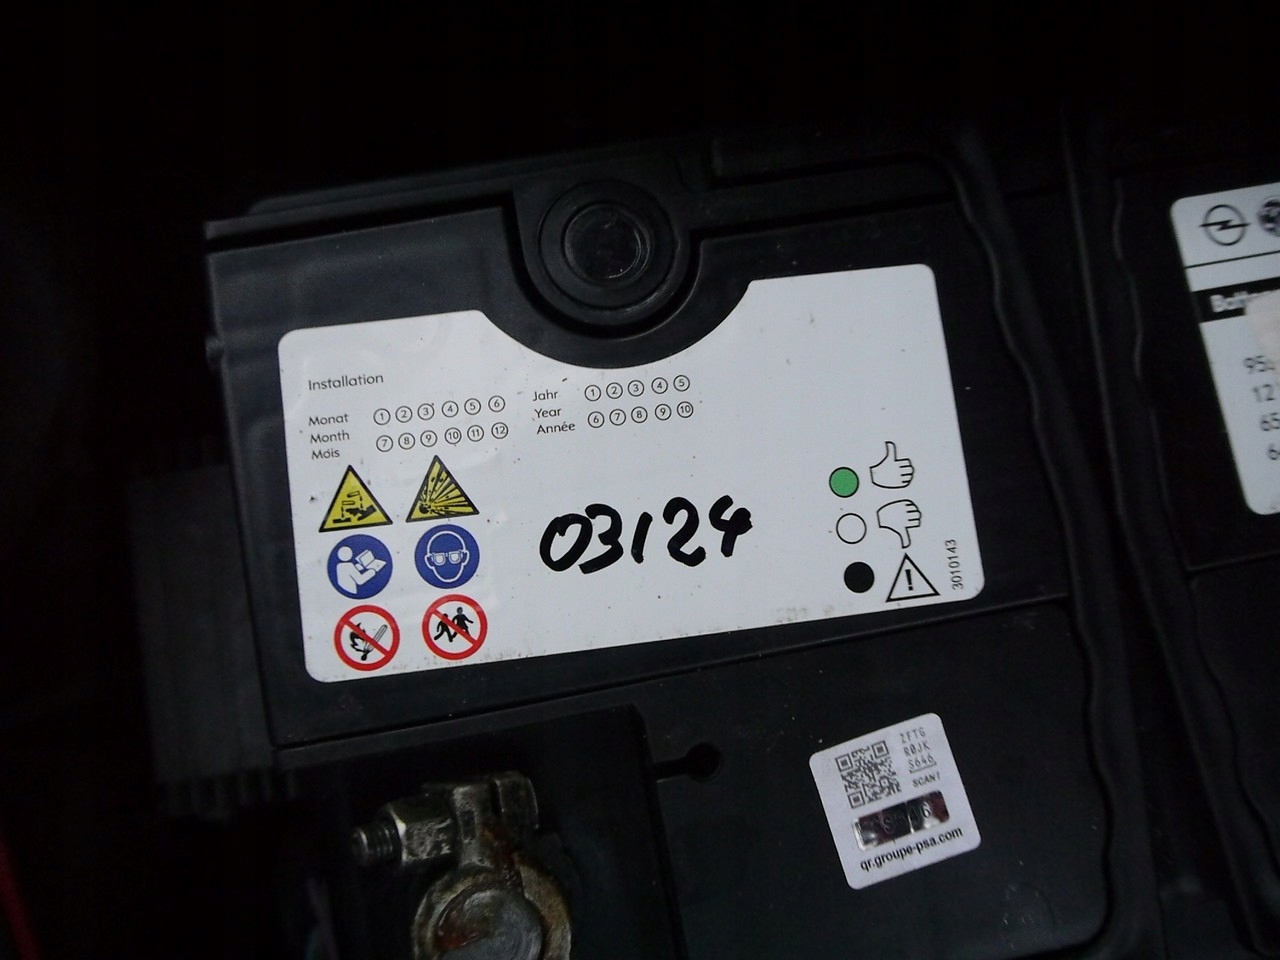 Installation
Monat 1 2 3 4 5 6
Month 7 8 9 10 11 12
Mois
Jahr 1 2 3 4 5
Year 6 7 8 9 10
Année
03124
3010143
ZFTG
R0JK
S646
SCAN!
qr.groupe-psa.com
12